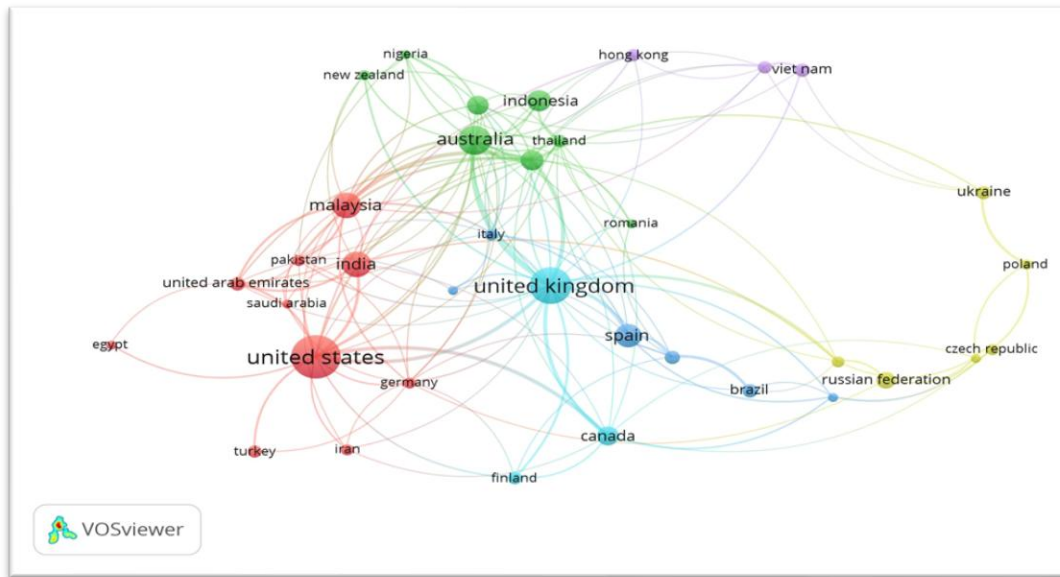 nigeria
hong kong
new zealand
viet nam
indonesia
australia
thailand
ukraine
malaysia
romania
italy
pakistan
india
poland
united arab emirates
united kingdom
saudi arabia
spain
egypt
united states
czech republic
germany
russian federation
brazil
canada
turkey
iran
finland
VOSviewer